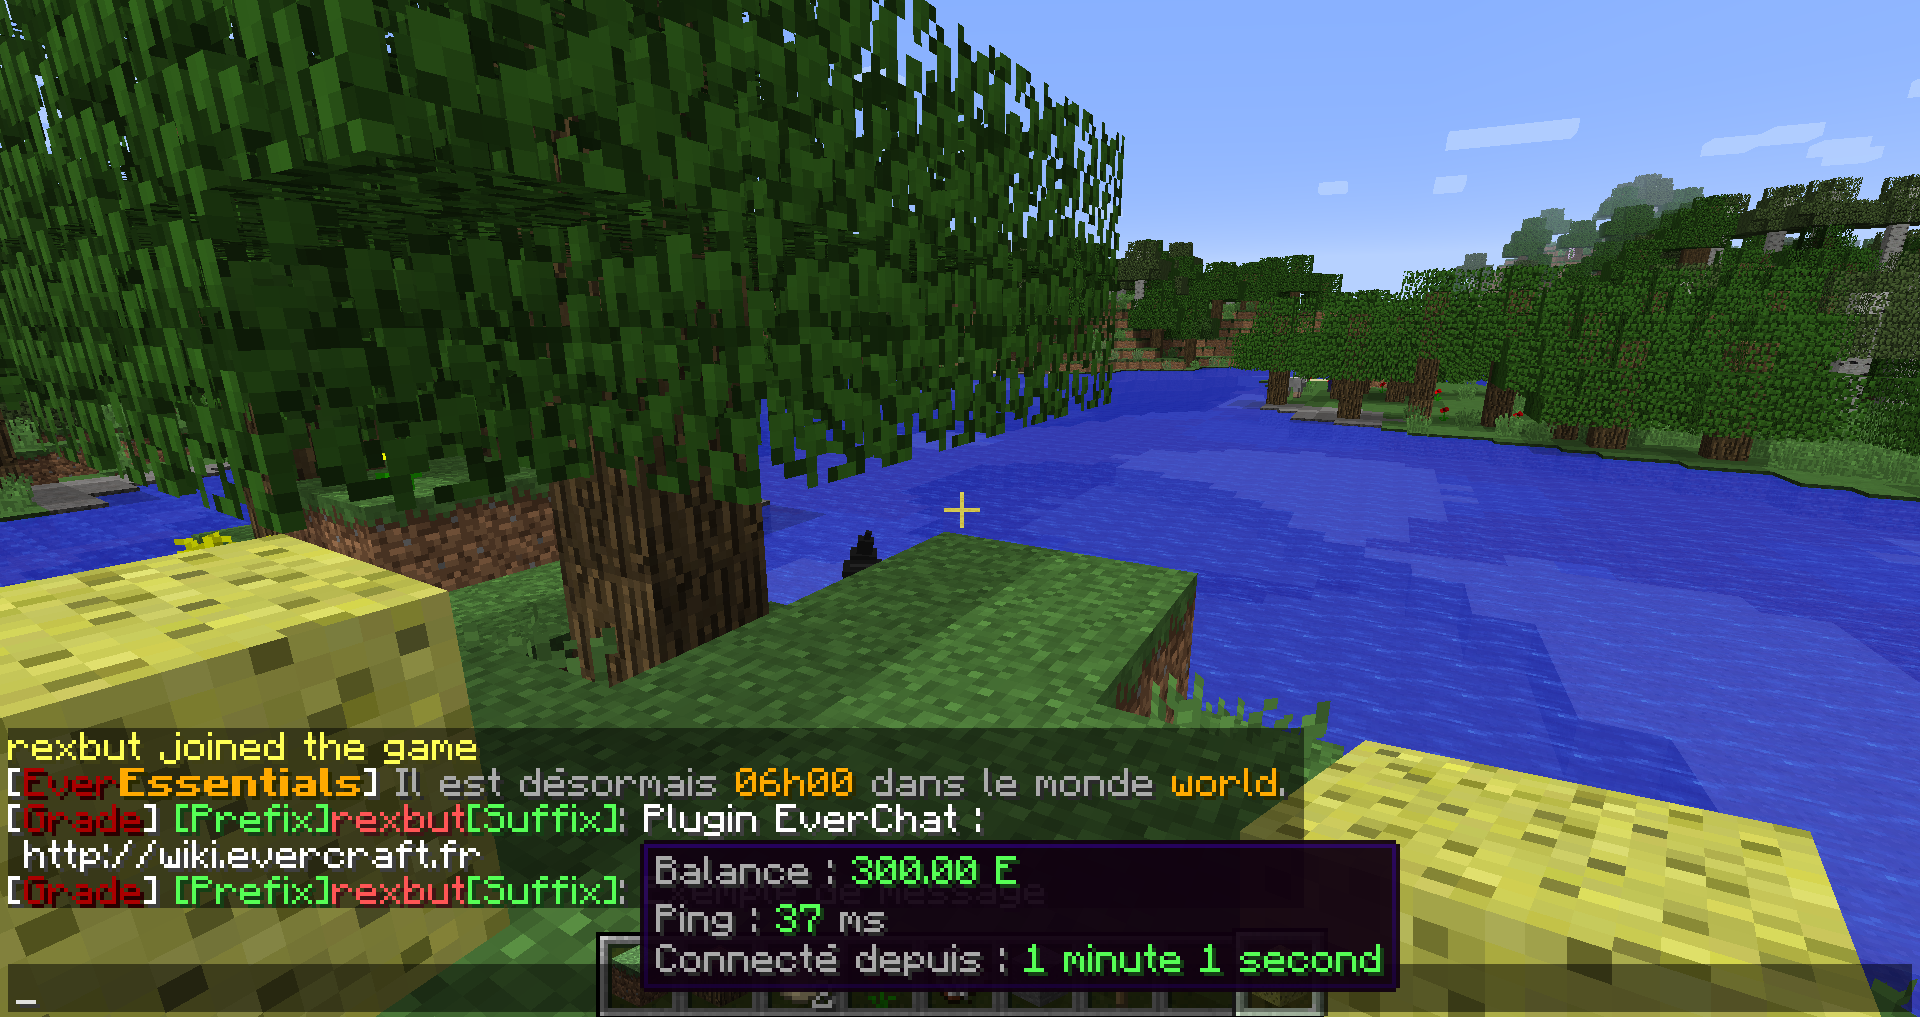 rexbut joined the game
[EverEssentials] Il est désormais 06h00 dans le monde world.
[Grade] [Prefix]rexbut[Suffix]: Plugin EverChat :
http://wiki.evercraft.fr
[Grade] [Prefix]rexbut[Suffix]:
Balance : 300.00 E
Ping : 37 ms
Connecté depuis : 1 minute 1 second
2